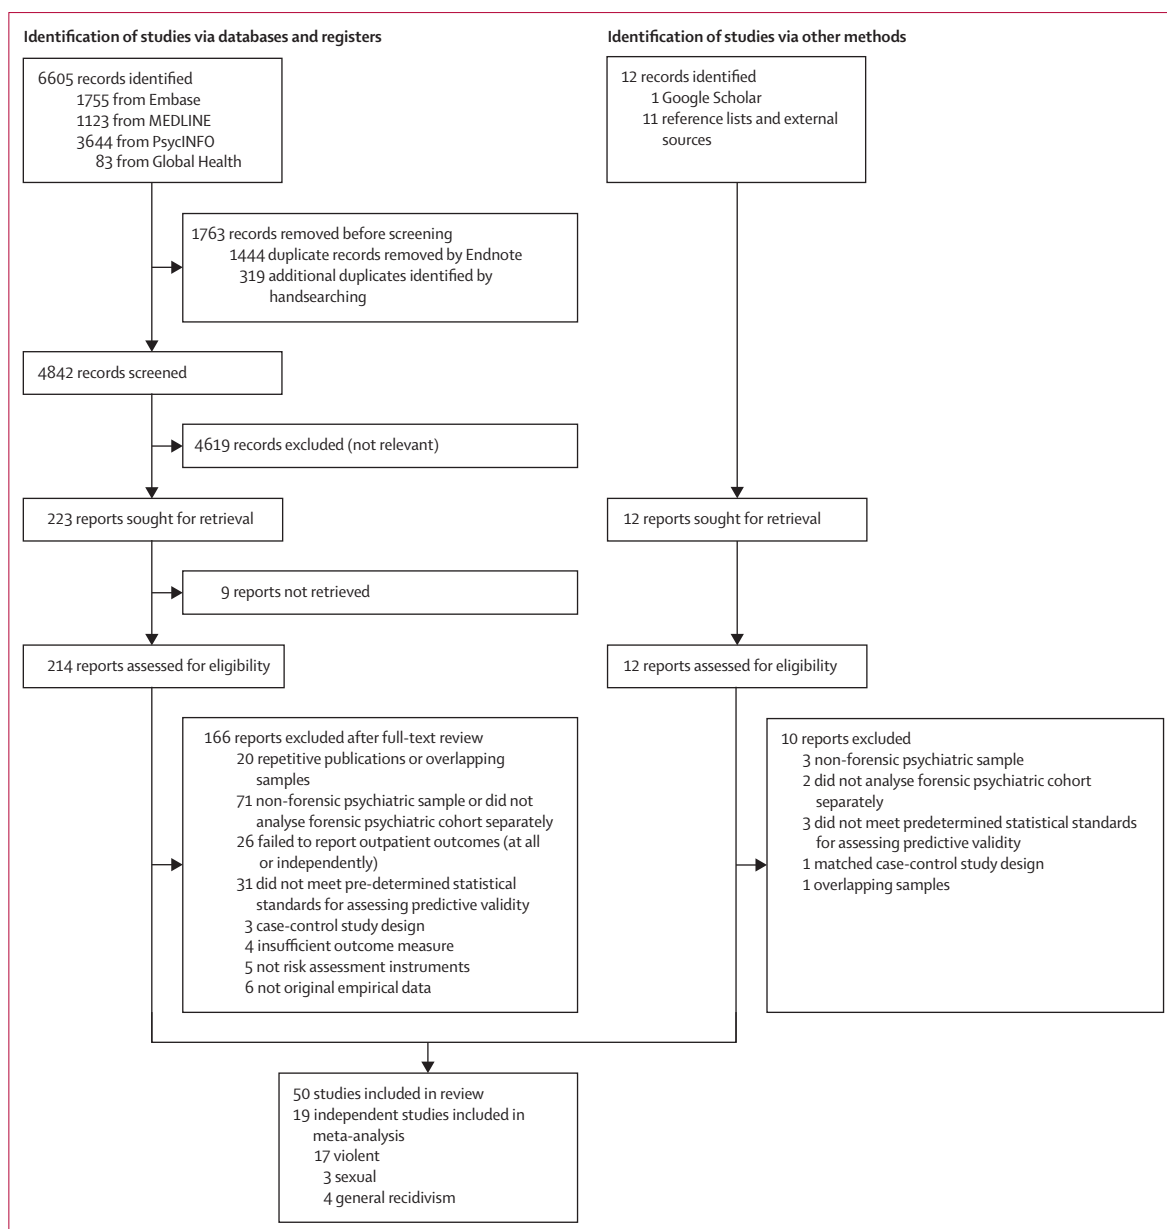 Identification of studies via databases and registers
6605 records identified
1755 from Embase
1123 from MEDLINE
3644 from PsycINFO
83 from Global Health
1763 records removed before screening
1444 duplicate records removed by Endnote
319 additional duplicates identified by
handsearching
4842 records screened
4619 records excluded (not relevant)
223 reports sought for retrieval
9 reports not retrieved
214 reports assessed for eligibility
166 reports excluded after full-text review
20 repetitive publications or overlapping
samples
71 non-forensic psychiatric sample or did not
analyse forensic psychiatric cohort separately
26 failed to report outpatient outcomes (at all
or independently)
31 did not meet pre-determined statistical
standards for assessing predictive validity
3 case-control study design
4 insufficient outcome measure
5 not risk assessment instruments
6 not original empirical data
Identification of studies via other methods
12 records identified
1 Google Scholar
11 reference lists and external
sources
12 reports sought for retrieval
12 reports assessed for eligibility
10 reports excluded
3 non-forensic psychiatric sample
2 did not analyse forensic psychiatric cohort
separately
3 did not meet predetermined statistical standards
for assessing predictive validity
1 matched case-control study design
1 overlapping samples
50 studies included in review
19 independent studies included in
meta-analysis
17 violent
3 sexual
4 general recidivism